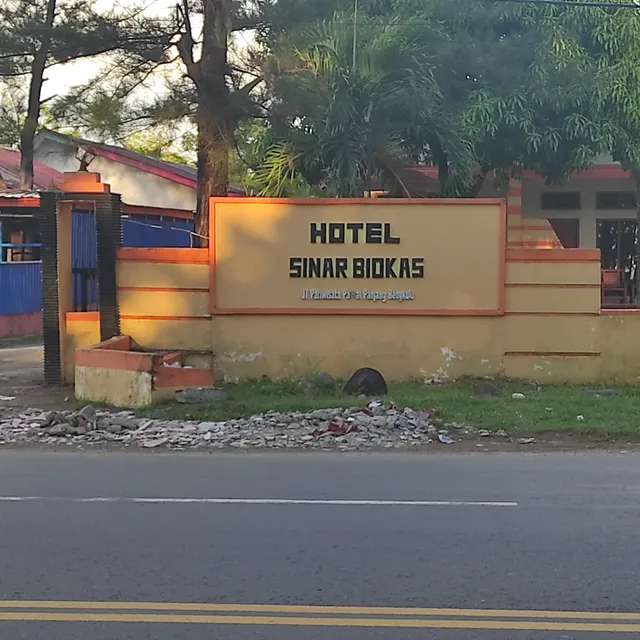 HOTEL
SINAR BIOKAS
Jl Pariwisata Pantai Panjang Bengkulu